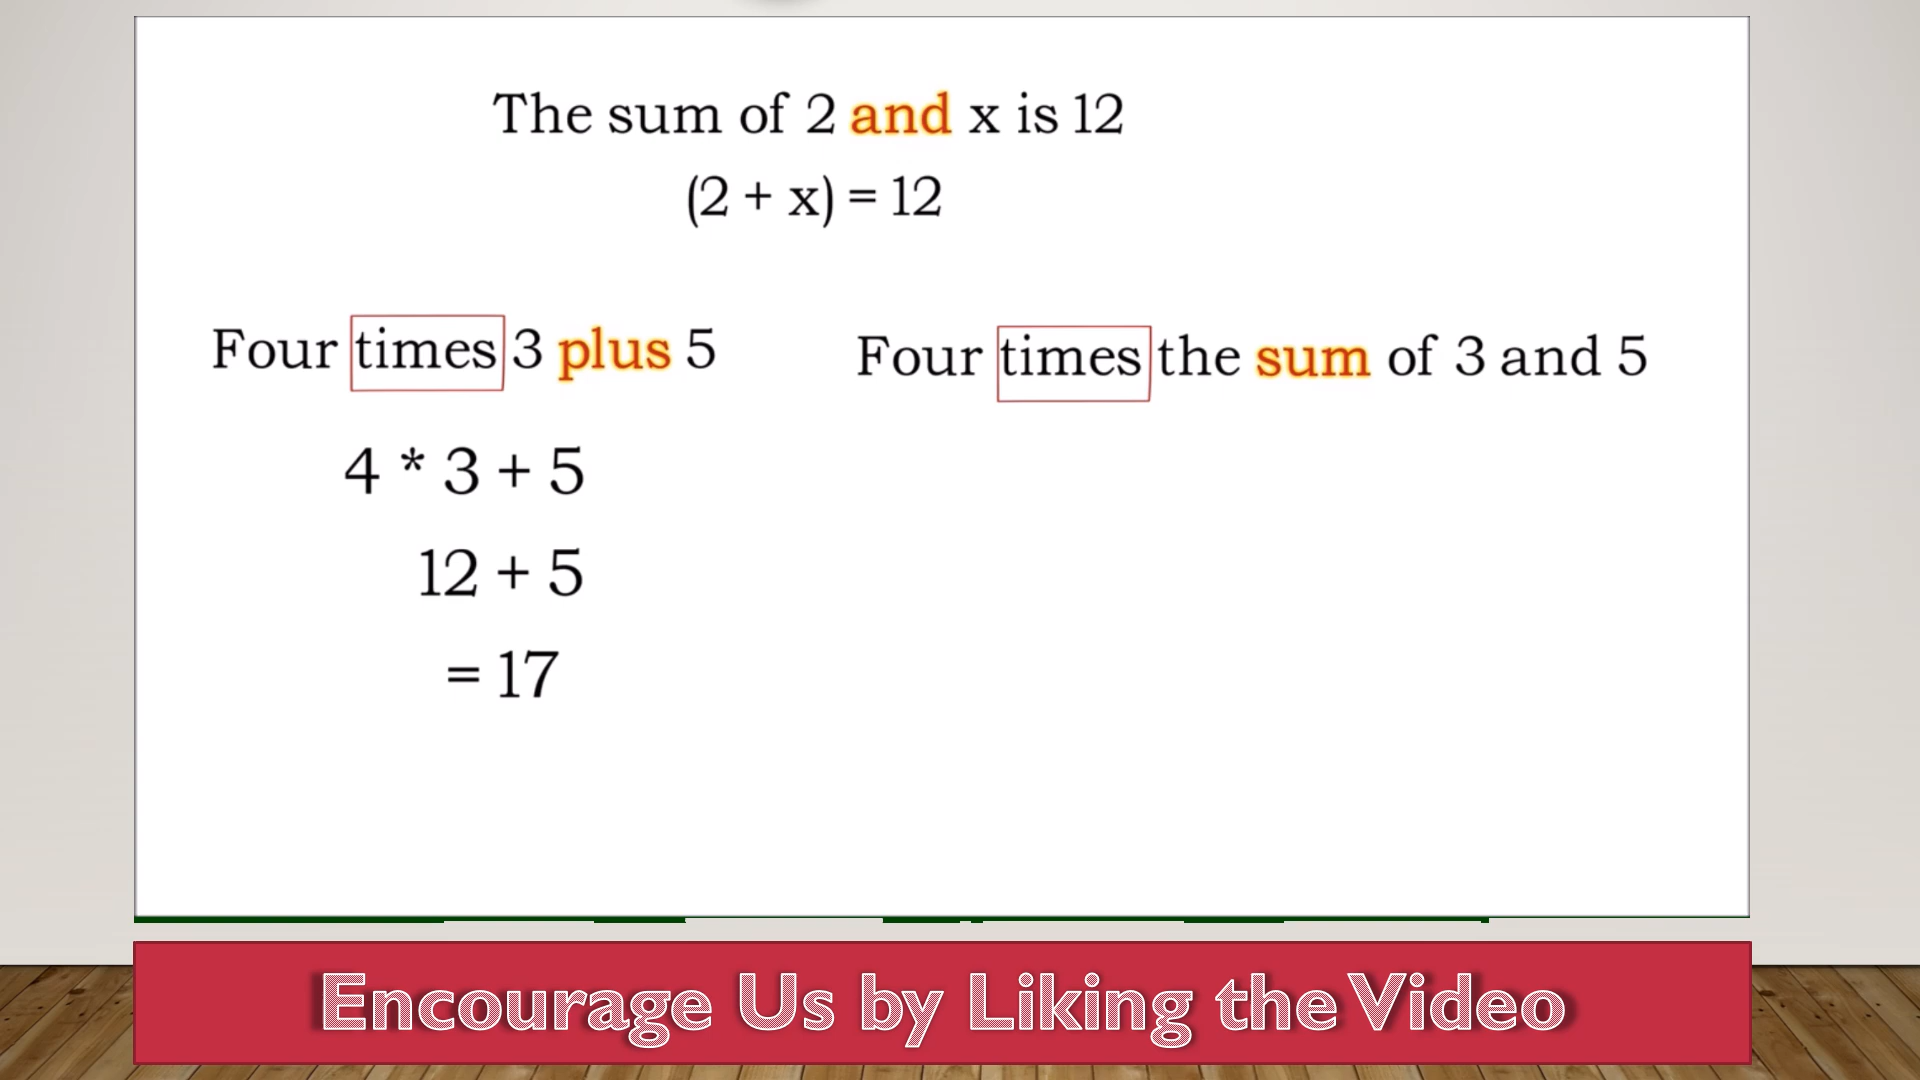 The sum of 2 and x is 12
(2 + x) = 12
Four times 3 plus 5
4 * 3 + 5
12 + 5
= 17
Four times the sum of 3 and 5
Encourage Us by Liking the Video